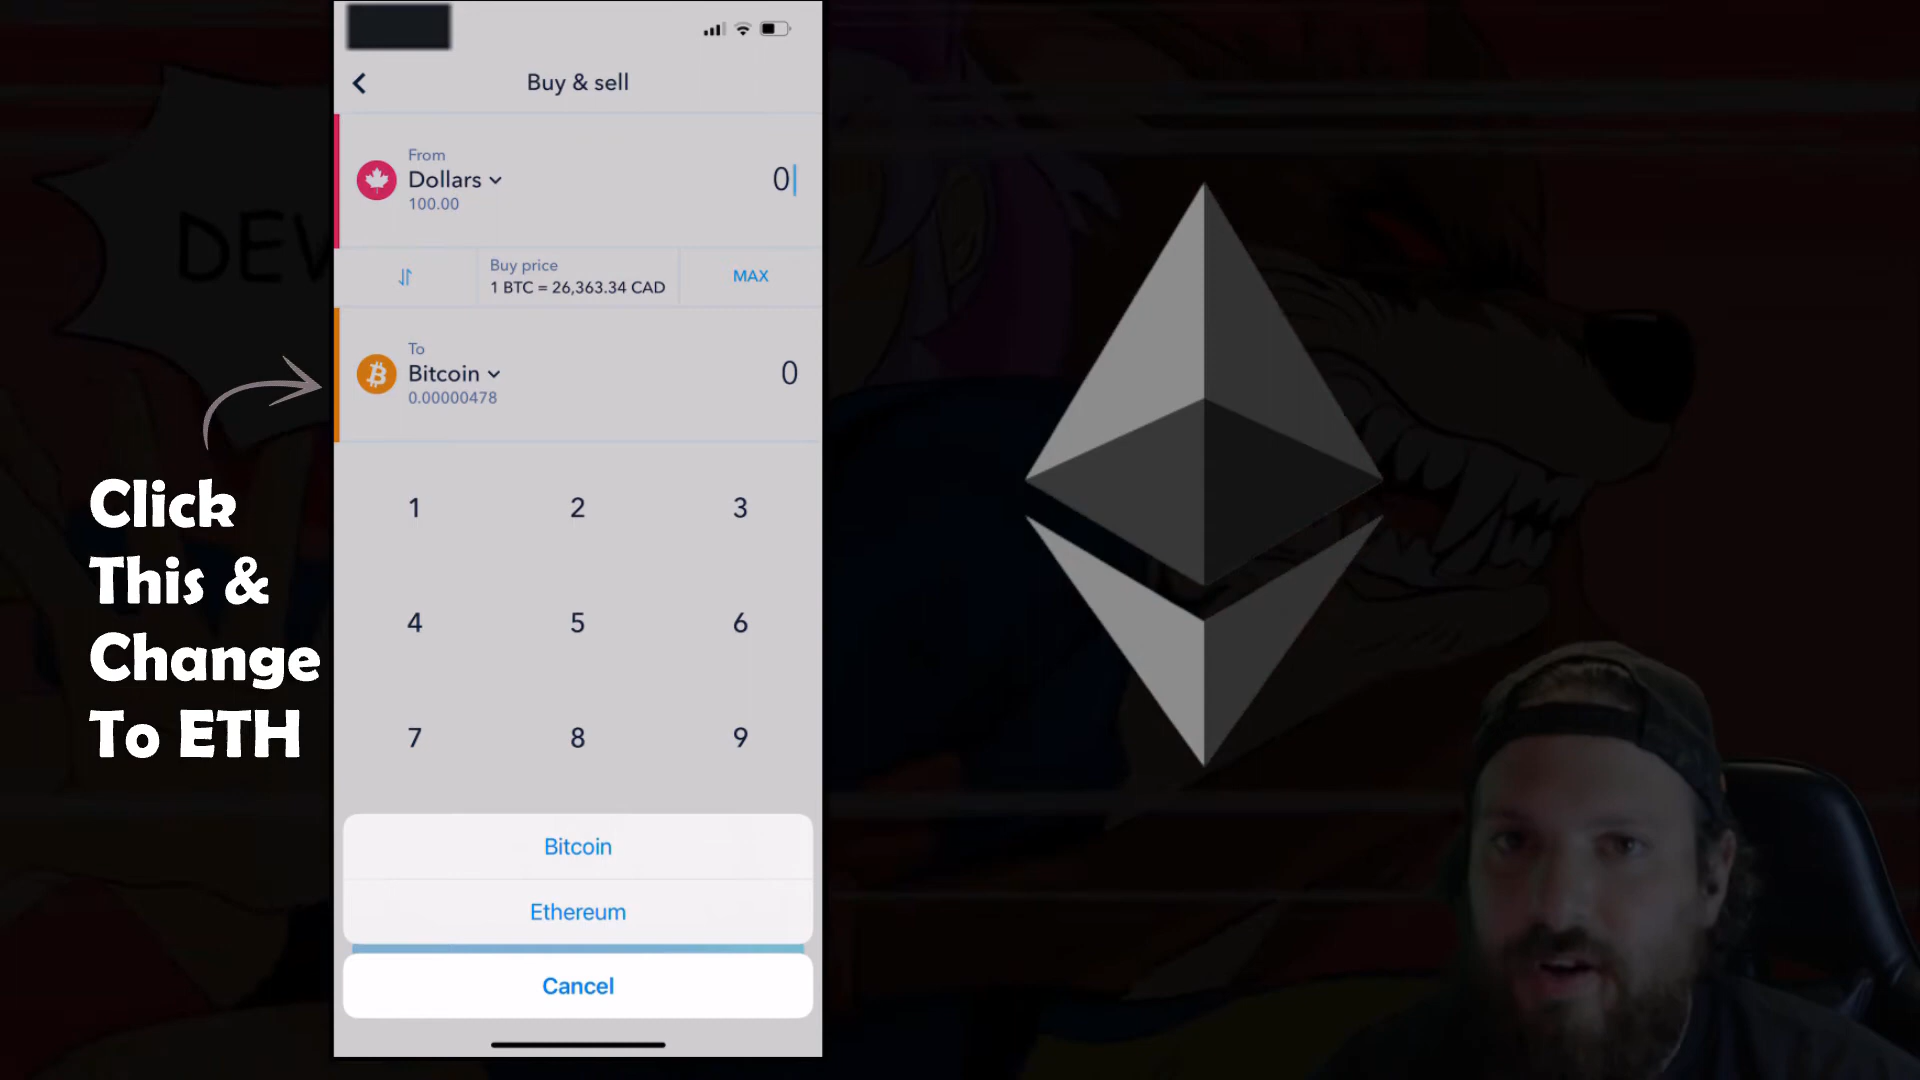 Buy & sell
From
Dollars
100.00
0
Buy price
1 BTC = 26,363.34 CAD
MAX
To
Bitcoin
0.00000478
0
DEV
Click
This &
Change
To ETH
1 2 3
4 5 6
7 8 9
Bitcoin
Ethereum
Cancel